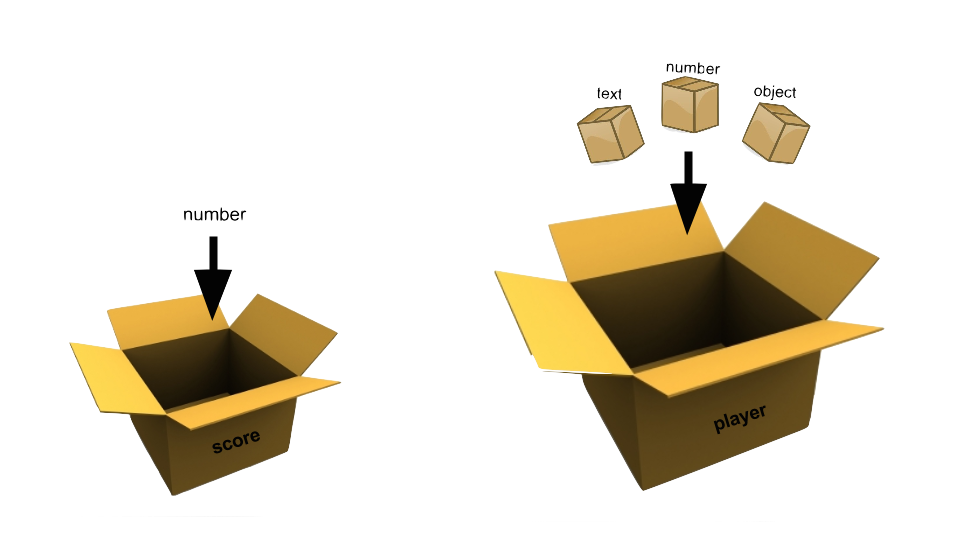 number
score
text
number
object
player